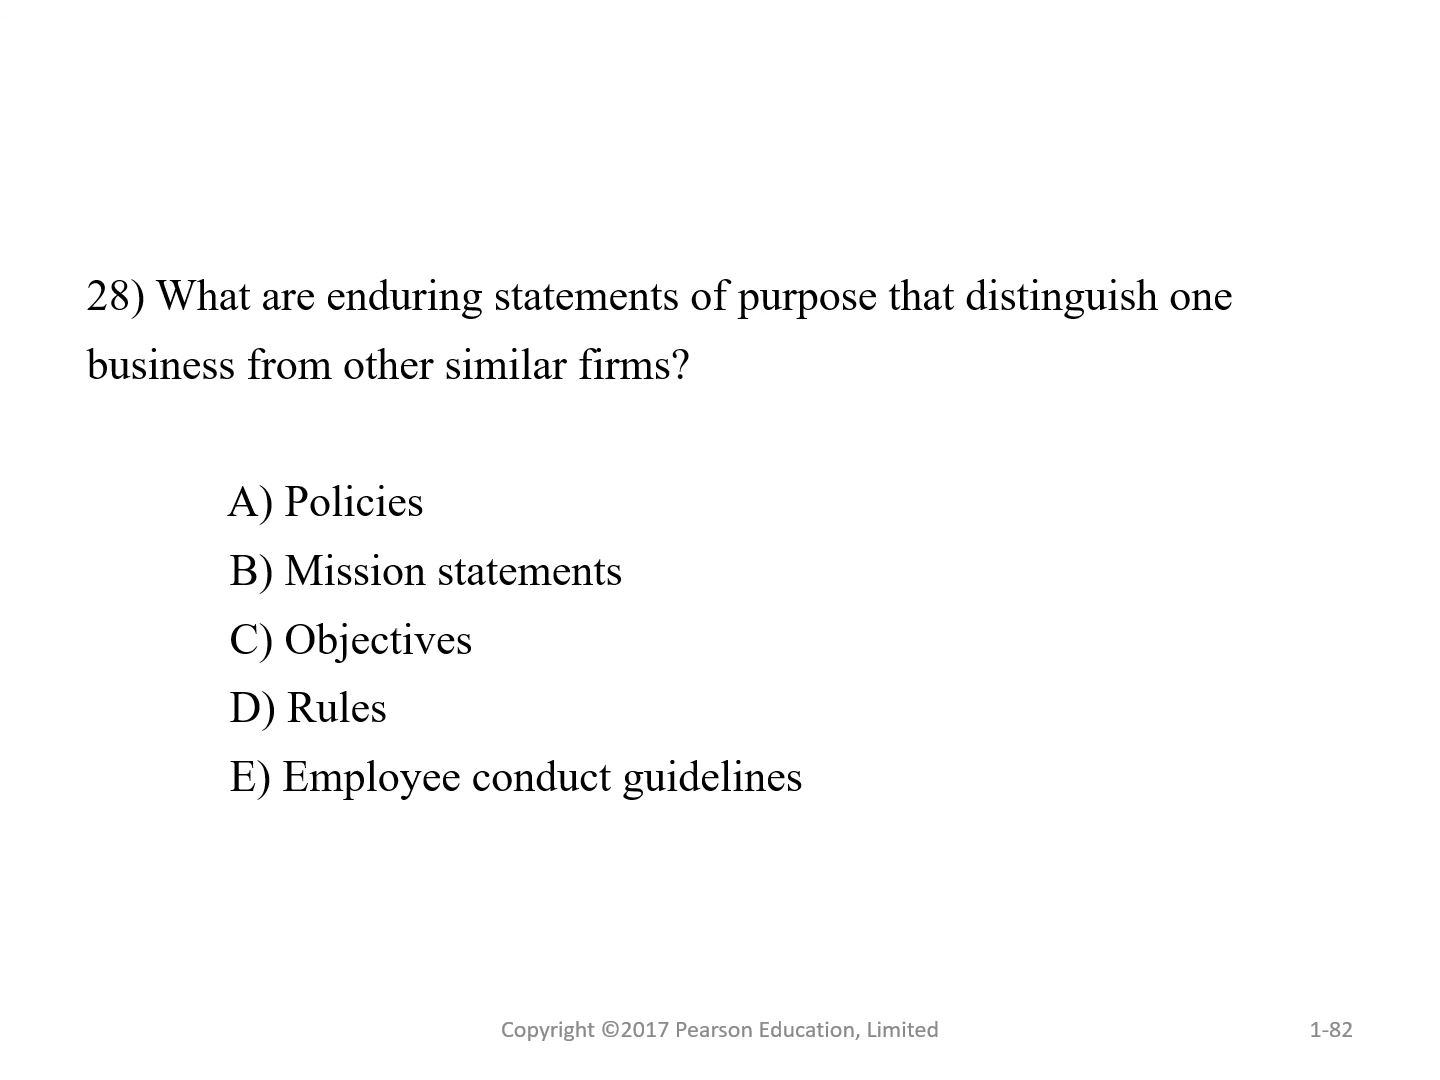 28) What are enduring statements of purpose that distinguish one
business from other similar firms?
A) Policies
B) Mission statements
C) Objectives
D) Rules
E) Employee conduct guidelines
Copyright ©2017 Pearson Education, Limited
1-82